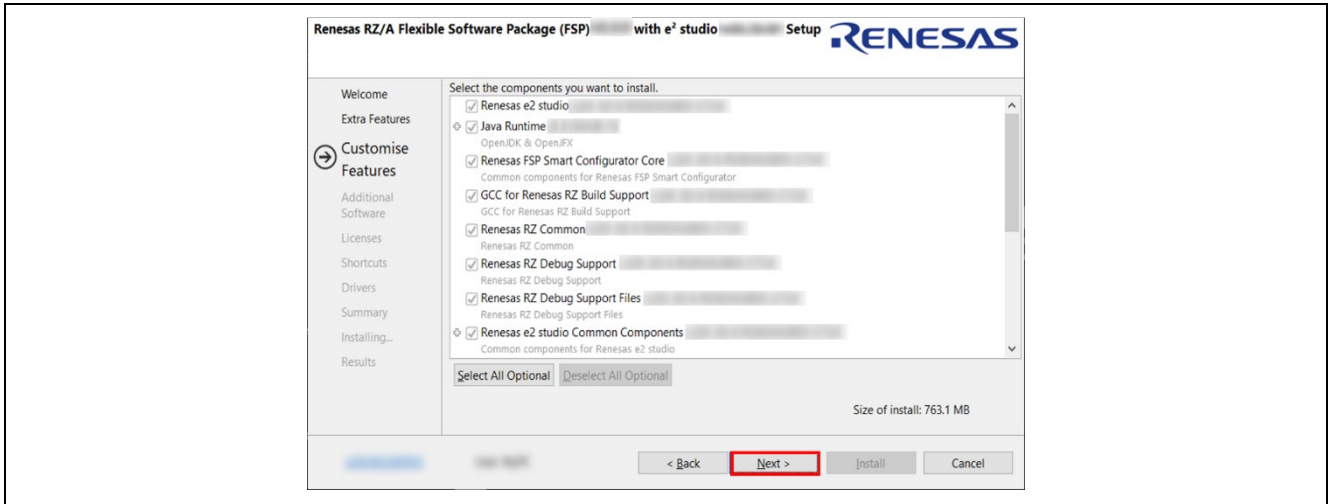 Renesas RZ/A Flexible Software Package (FSP) with e² studio Setup
RENESAS
Welcome
Extra Features
Customise
Features
Additional
Software
Licenses
Shortcuts
Drivers
Summary
Installing...
Results
Select the components you want to install.
Renesas e2 studio
Java Runtime
OpenJDK & OpenJFX
Renesas FSP Smart Configurator Core
Common components for Renesas FSP Smart Configurator
GCC for Renesas RZ Build Support
GCC for Renesas RZ Build Support
Renesas RZ Common
Renesas RZ Common
Renesas RZ Debug Support
Renesas RZ Debug Support
Renesas RZ Debug Support Files
Renesas RZ Debug Support Files
Renesas e2 studio Common Components
Common components for Renesas e2 studio
Select All Optional Deselect All Optional
Size of install: 763.1 MB
< Back Next > Install Cancel